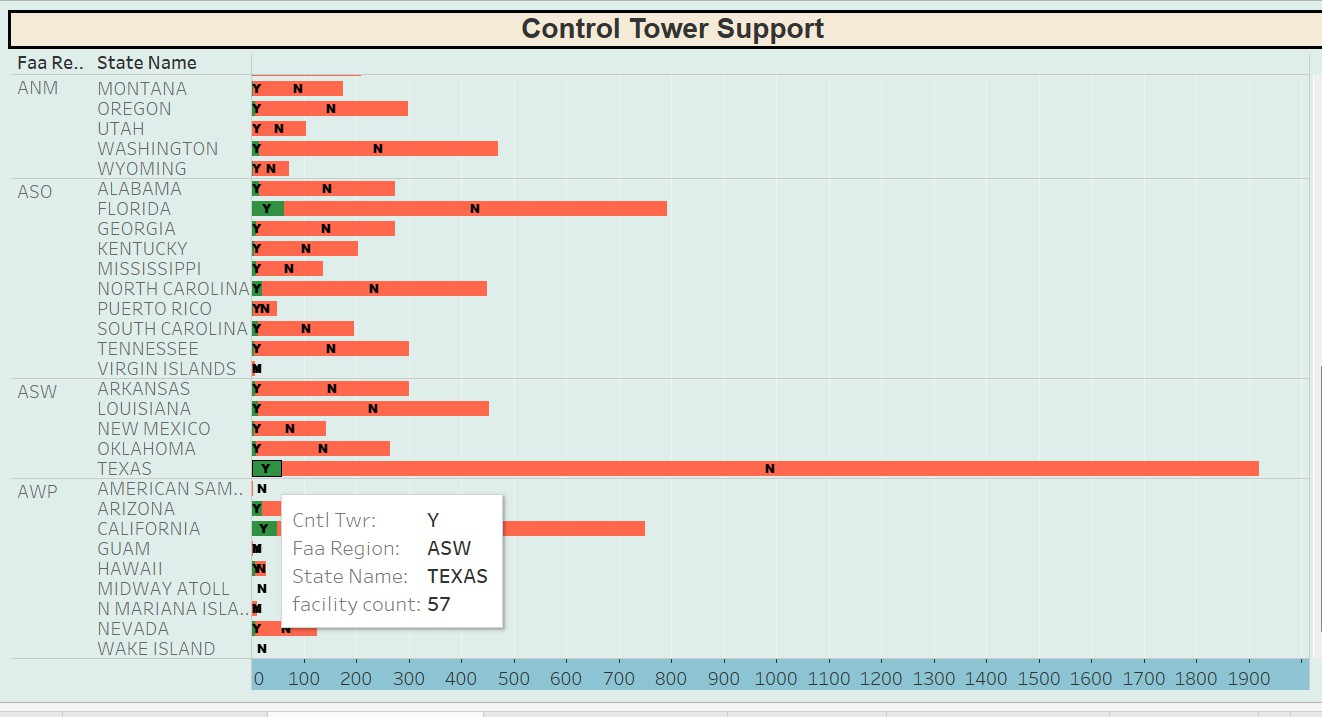 Control Tower Support
Faa Re.. State Name
ANM MONTANA Y N
OREGON Y N
UTAH Y N
WASHINGTON Y N
WYOMING Y N
ASO ALABAMA Y N
FLORIDA Y N
GEORGIA Y N
KENTUCKY Y N
MISSISSIPPI Y N
NORTH CAROLINA Y N
PUERTO RICO Y N
SOUTH CAROLINA Y N
TENNESSEE Y N
VIRGIN ISLANDS
ASW ARKANSAS Y N
LOUISIANA Y N
NEW MEXICO Y N
OKLAHOMA Y N
TEXAS Y N
AWP AMERICAN SAM.. N
ARIZONA Y
CALIFORNIA Y
GUAM
HAWAII Y N
MIDWAY ATOLL N
N MARIANA ISLA..
NEVADA Y N
WAKE ISLAND N
Cntl Twr: Y
Faa Region: ASW
State Name: TEXAS
facility count: 57
0 100 200 300 400 500 600 700 800 900 1000 1100 1200 1300 1400 1500 1600 1700 1800 1900